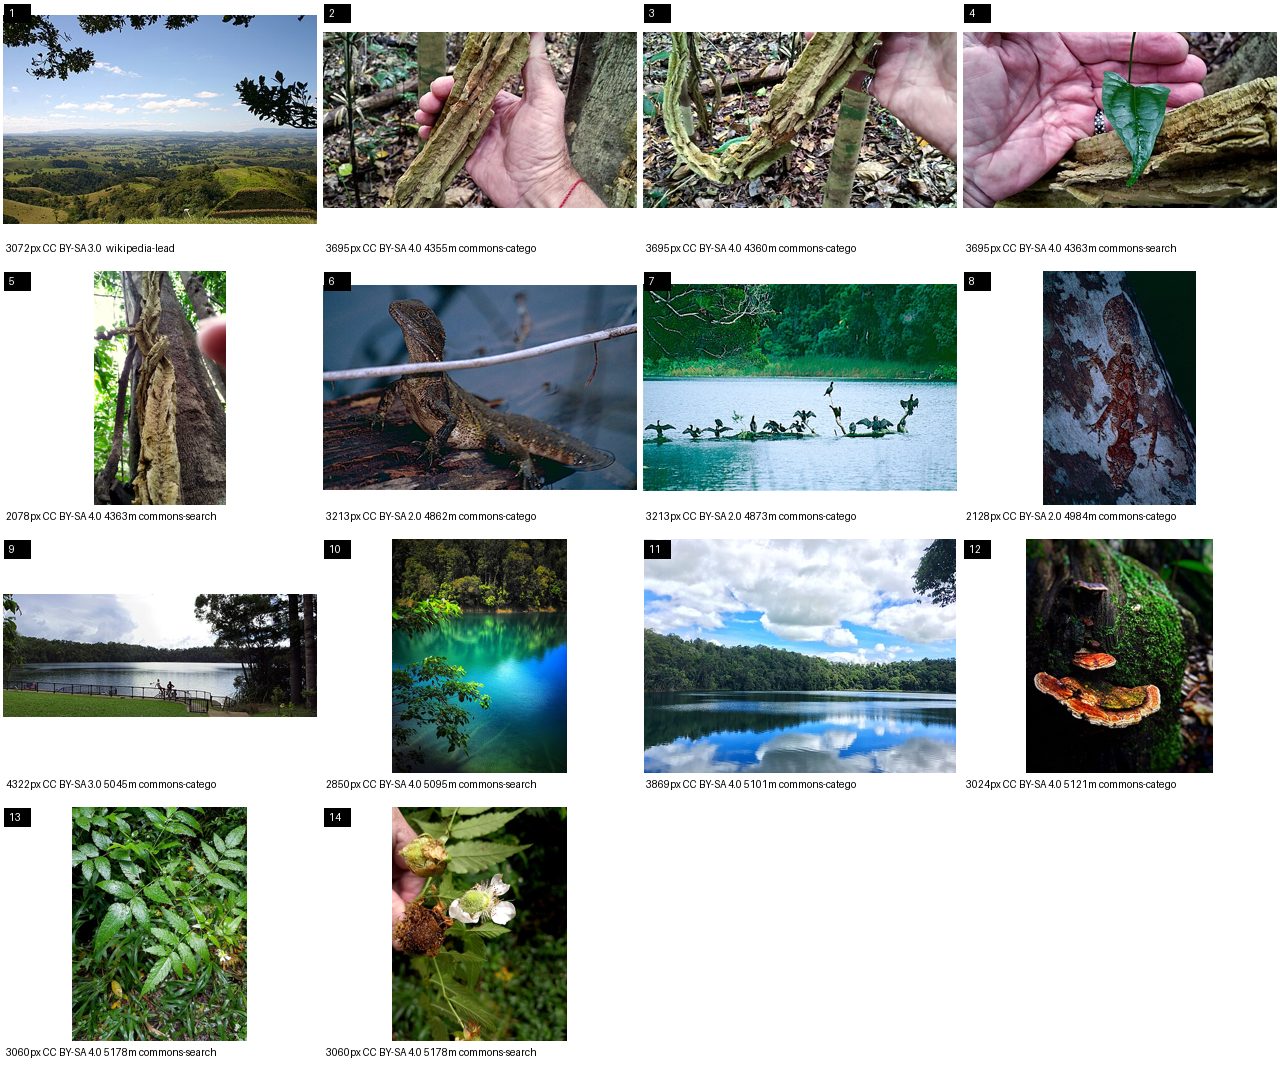 1
2
3
4
3072px CC BY-SA 3.0 wikipedia-lead
3695px CC BY-SA 4.0 4355m commons-catego
3695px CC BY-SA 4.0 4360m commons-catego
3695px CC BY-SA 4.0 4363m commons-search
5
6
7
8
2078px CC BY-SA 4.0 4363m commons-search
3213px CC BY-SA 2.0 4862m commons-catego
3213px CC BY-SA 2.0 4873m commons-catego
2128px CC BY-SA 2.0 4984m commons-catego
9
10
11
12
4322px CC BY-SA 3.0 5045m commons-catego
2850px CC BY-SA 4.0 5095m commons-search
3869px CC BY-SA 4.0 5101m commons-catego
3024px CC BY-SA 4.0 5121m commons-catego
13
14
3060px CC BY-SA 4.0 5178m commons-search
3060px CC BY-SA 4.0 5178m commons-search